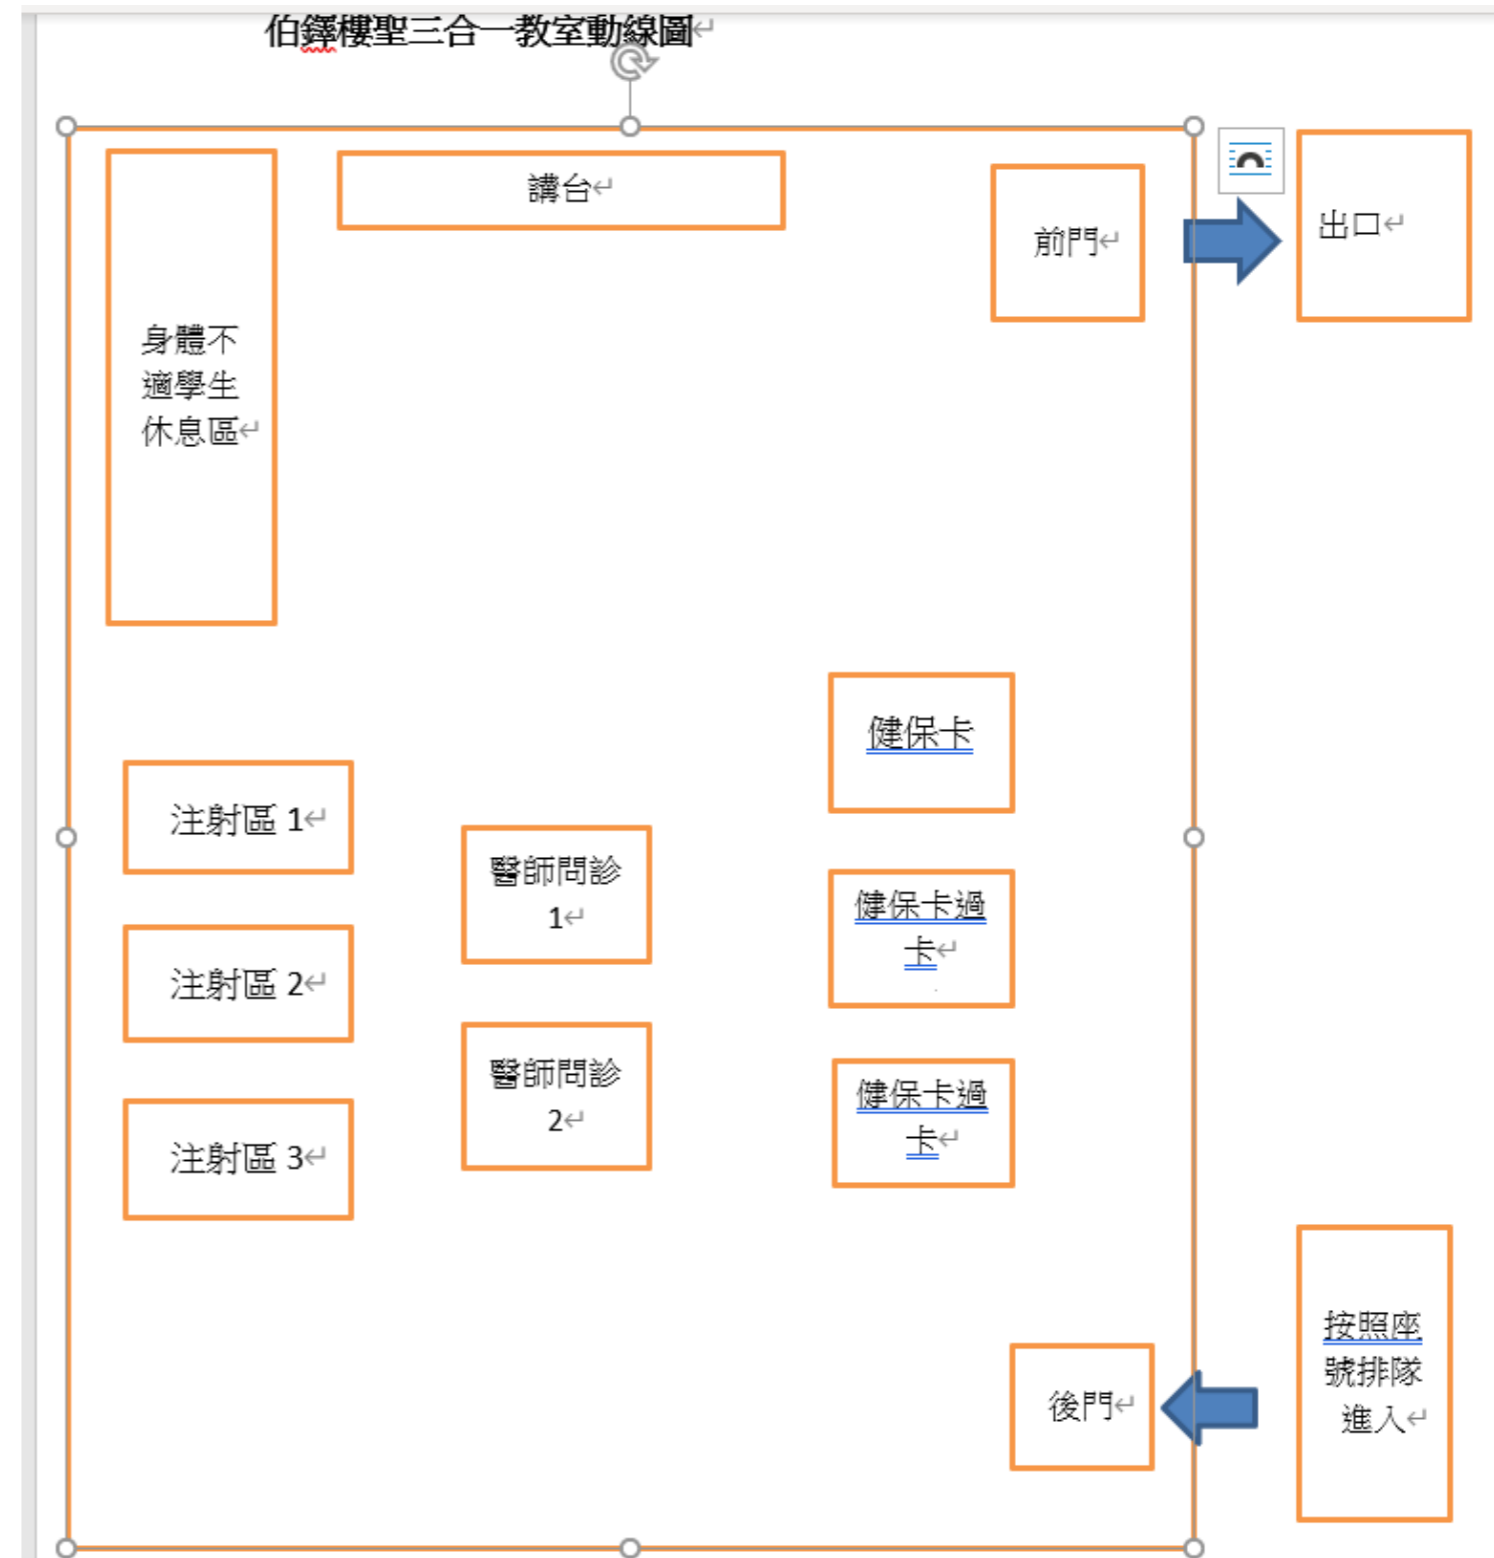 伯鐸樓聖三合一教室動線圖
講台
前門
出口
身體不
適學生
休息區
健保卡
注射區 1
醫師問診
1
健保卡過
卡
注射區 2
醫師問診
2
健保卡過
卡
注射區 3
按照座
號排隊
進入
後門